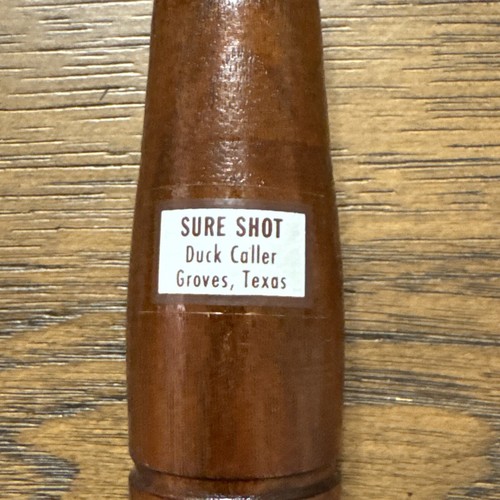 SURE SHOT
Duck Caller
Groves, Texas